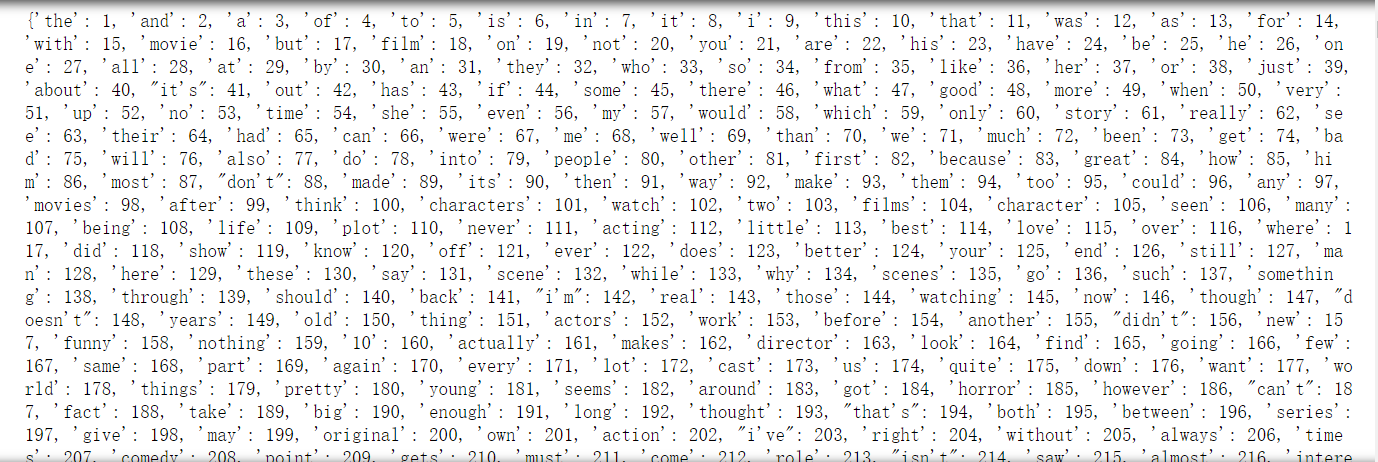 {'the': 1, 'and': 2, 'a': 3, 'of': 4, 'to': 5, 'is': 6, 'in': 7, 'it': 8, 'i': 9, 'this': 10, 'that': 11, 'was': 12, 'as': 13, 'for': 14,
'with': 15, 'movie': 16, 'but': 17, 'film': 18, 'on': 19, 'not': 20, 'you': 21, 'are': 22, 'his': 23, 'have': 24, 'be': 25, 'he': 26, 'on
e': 27, 'all': 28, 'at': 29, 'by': 30, 'an': 31, 'they': 32, 'who': 33, 'so': 34, 'from': 35, 'like': 36, 'her': 37, 'or': 38, 'just': 39,
'about': 40, "it's": 41, 'out': 42, 'has': 43, 'if': 44, 'some': 45, 'there': 46, 'what': 47, 'good': 48, 'more': 49, 'when': 50, 'very':
51, 'up': 52, 'no': 53, 'time': 54, 'she': 55, 'even': 56, 'my': 57, 'would': 58, 'which': 59, 'only': 60, 'story': 61, 'really': 62, 'se
e': 63, 'their': 64, 'had': 65, 'can': 66, 'were': 67, 'me': 68, 'well': 69, 'than': 70, 'we': 71, 'much': 72, 'been': 73, 'get': 74, 'ba
d': 75, 'will': 76, 'also': 77, 'do': 78, 'into': 79, 'people': 80, 'other': 81, 'first': 82, 'because': 83, 'great': 84, 'how': 85, 'hi
m': 86, 'most': 87, "don't": 88, 'made': 89, 'its': 90, 'then': 91, 'way': 92, 'make': 93, 'them': 94, 'too': 95, 'could': 96, 'any': 97,
'movies': 98, 'after': 99, 'think': 100, 'characters': 101, 'watch': 102, 'two': 103, 'films': 104, 'character': 105, 'seen': 106, 'many':
107, 'being': 108, 'life': 109, 'plot': 110, 'never': 111, 'acting': 112, 'little': 113, 'best': 114, 'love': 115, 'over': 116, 'where': 1
17, 'did': 118, 'show': 119, 'know': 120, 'off': 121, 'ever': 122, 'does': 123, 'better': 124, 'your': 125, 'end': 126, 'still': 127, 'ma
n': 128, 'here': 129, 'these': 130, 'say': 131, 'scene': 132, 'while': 133, 'why': 134, 'scenes': 135, 'go': 136, 'such': 137, 'somethin
g': 138, 'through': 139, 'should': 140, 'back': 141, "i'm": 142, 'real': 143, 'those': 144, 'watching': 145, 'now': 146, 'though': 147, "d
oesn't": 148, 'years': 149, 'old': 150, 'thing': 151, 'actors': 152, 'work': 153, 'before': 154, 'another': 155, "didn't": 156, 'new': 15
7, 'funny': 158, 'nothing': 159, '10': 160, 'actually': 161, 'makes': 162, 'director': 163, 'look': 164, 'find': 165, 'going': 166, 'few':
167, 'same': 168, 'part': 169, 'again': 170, 'every': 171, 'lot': 172, 'cast': 173, 'us': 174, 'quite': 175, 'down': 176, 'want': 177, 'wo
rld': 178, 'things': 179, 'pretty': 180, 'young': 181, 'seems': 182, 'around': 183, 'got': 184, 'horror': 185, 'however': 186, "can't": 18
7, 'fact': 188, 'take': 189, 'big': 190, 'enough': 191, 'long': 192, 'thought': 193, "that's": 194, 'both': 195, 'between': 196, 'series':
197, 'give': 198, 'may': 199, 'original': 200, 'own': 201, 'action': 202, "i've": 203, 'right': 204, 'without': 205, 'always': 206, 'time
s': 207, 'comedy': 208, 'point': 209, 'gets': 210, 'must': 211, 'come': 212, 'role': 213, "isn't": 214, 'saw': 215, 'almost': 216, 'intere